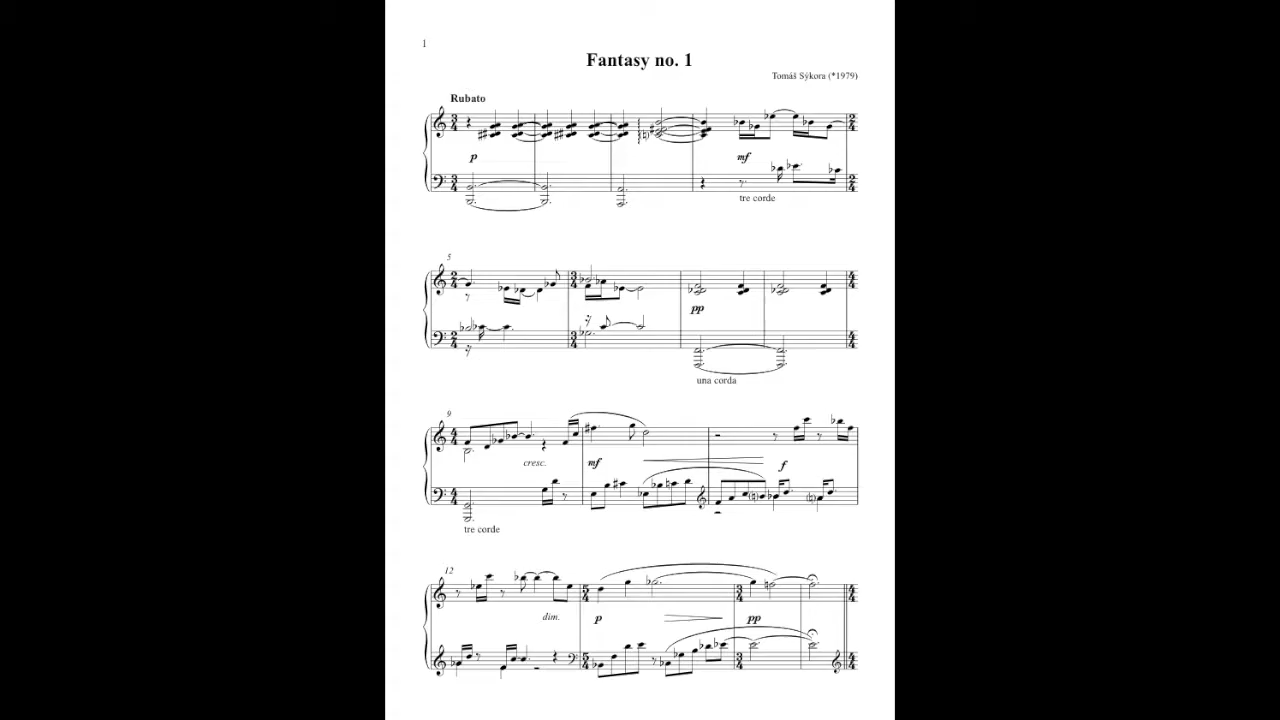 1
Fantasy no. 1
Tomáš Sýkora (*1979)
Rubato
p
mf
tre corde
5
pp
una corda
9
cresc.
mf
f
tre corde
12
dim.
p
pp